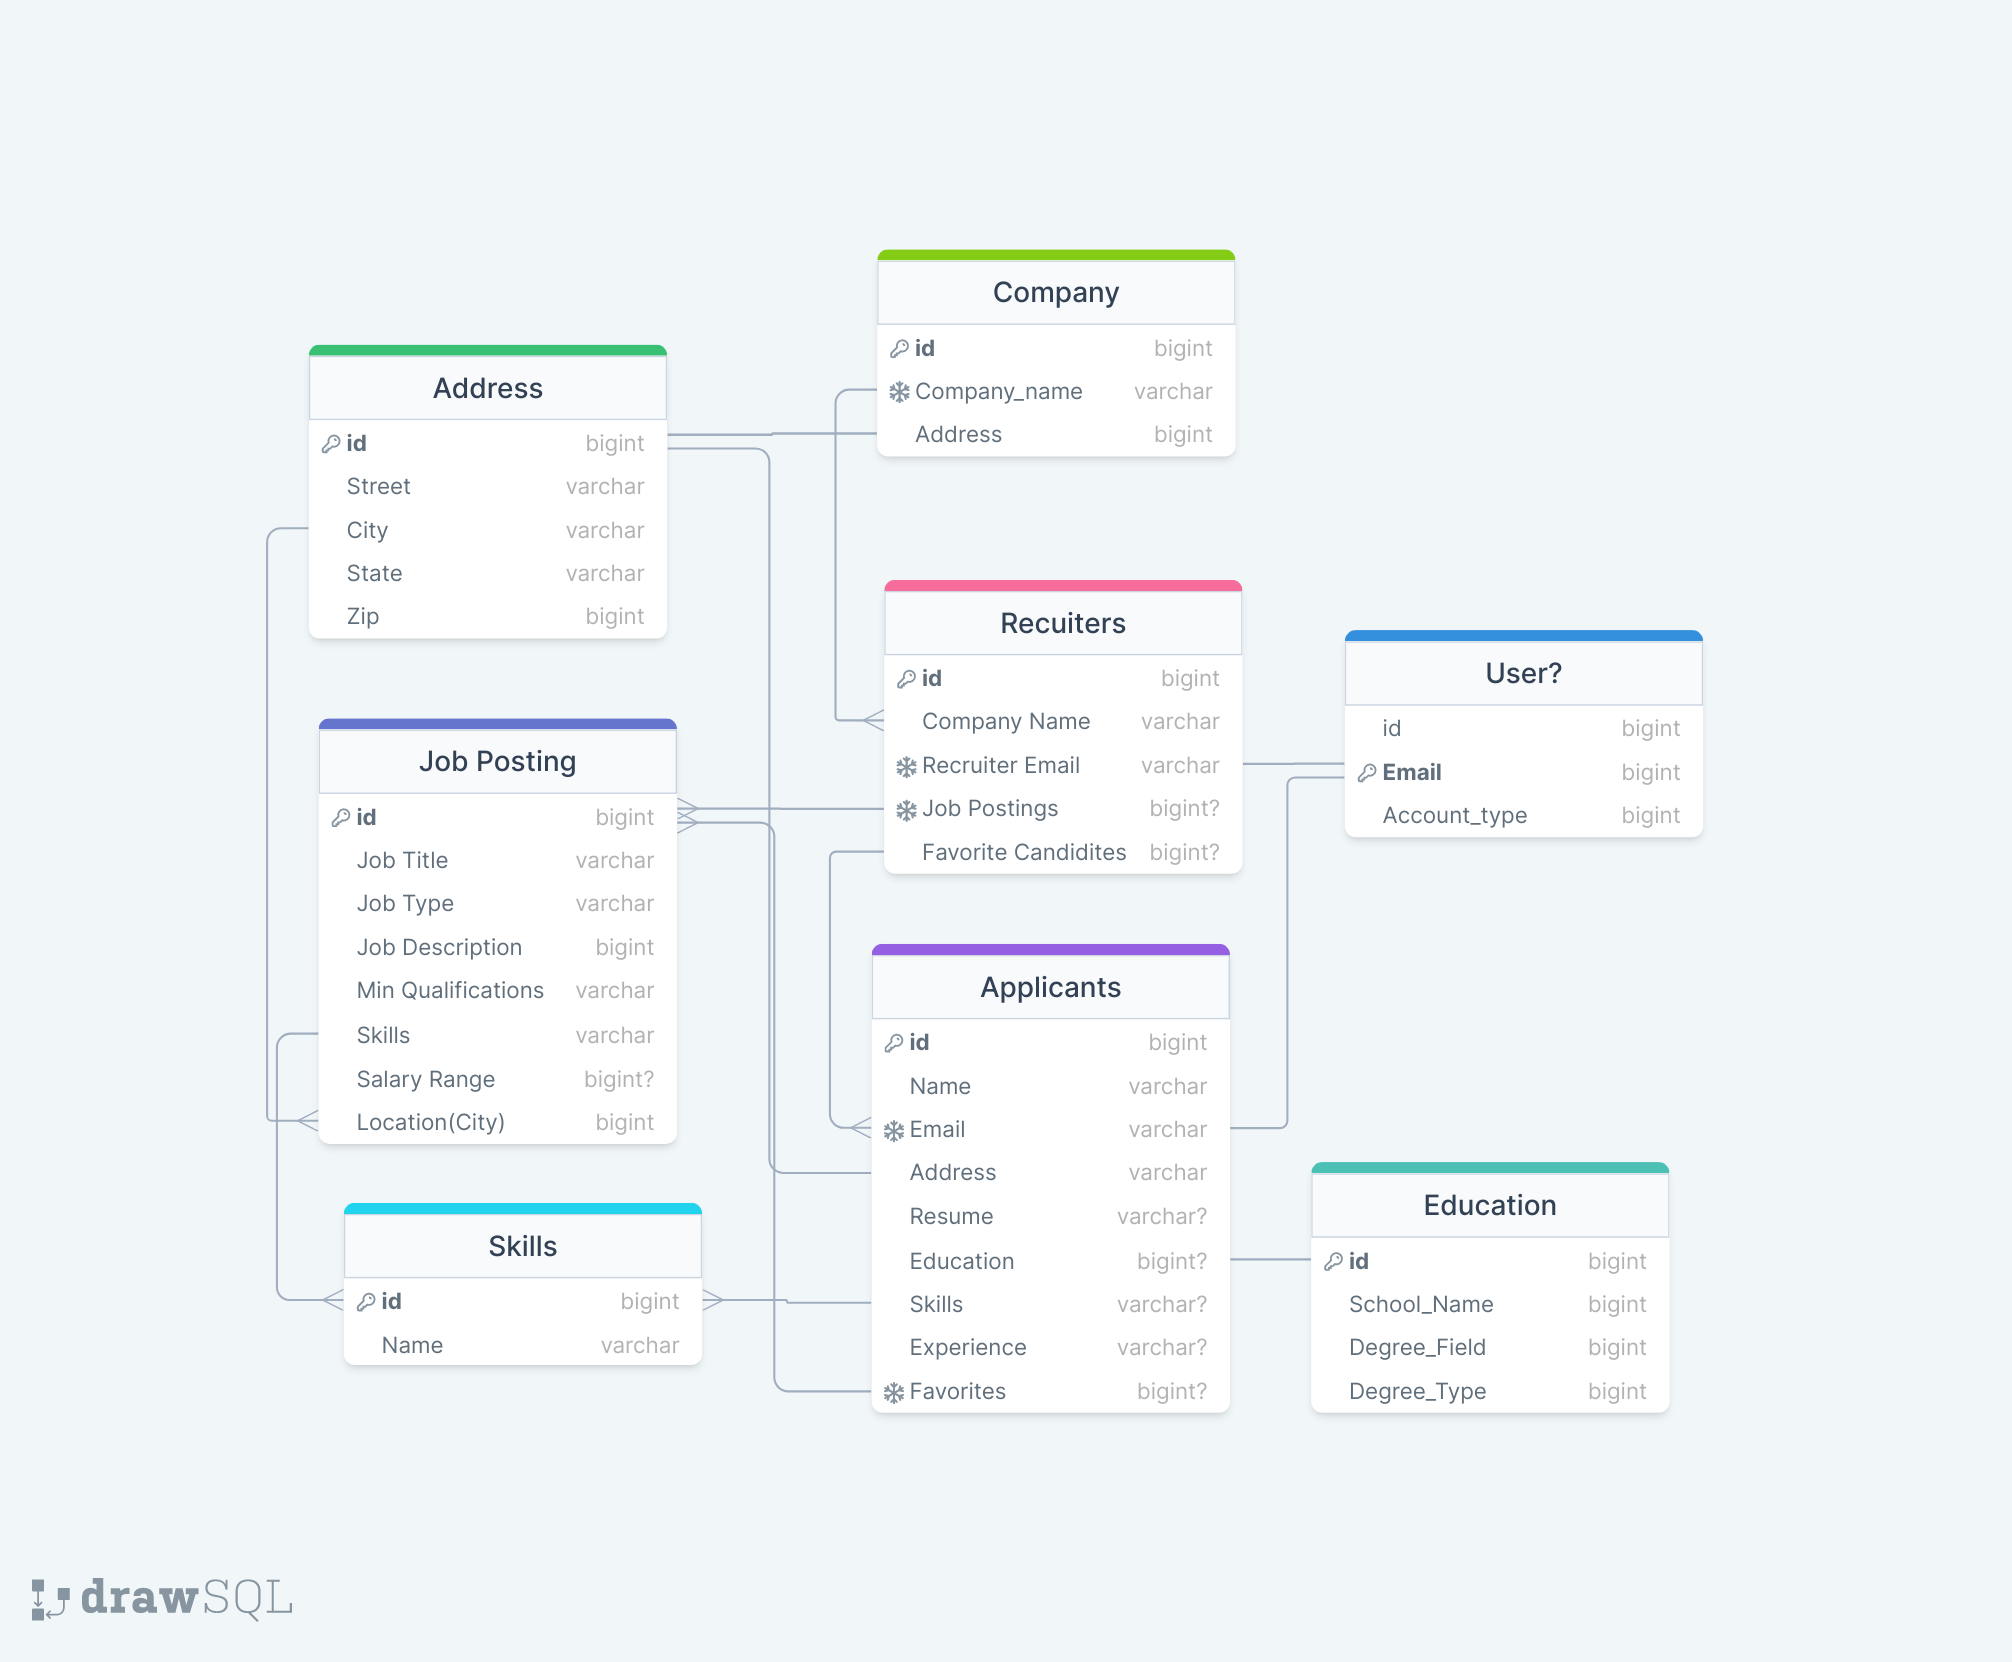 Company
id bigint
Company_name varchar
Address bigint
Address
id bigint
Street varchar
City varchar
State varchar
Zip bigint
Recuiters
id bigint
Company Name varchar
Recruiter Email varchar
Job Postings bigint?
Favorite Candidites bigint?
User?
id bigint
Email bigint
Account_type bigint
Job Posting
id bigint
Job Title varchar
Job Type varchar
Job Description bigint
Min Qualifications varchar
Skills varchar
Salary Range bigint?
Location(City) bigint
Applicants
id bigint
Name varchar
Email varchar
Address varchar
Resume varchar?
Education bigint?
Skills varchar?
Experience varchar?
Favorites bigint?
Education
id bigint
School_Name bigint
Degree_Field bigint
Degree_Type bigint
Skills
id bigint
Name varchar
drawSQL